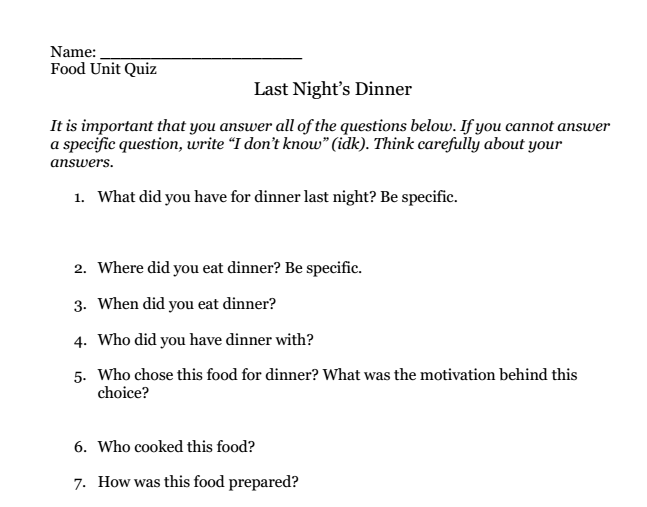 Name: ____________________
Food Unit Quiz
Last Night’s Dinner
It is important that you answer all of the questions below. If you cannot answer
a specific question, write “I don’t know” (idk). Think carefully about your
answers.
1. What did you have for dinner last night? Be specific.
2. Where did you eat dinner? Be specific.
3. When did you eat dinner?
4. Who did you have dinner with?
5. Who chose this food for dinner? What was the motivation behind this
choice?
6. Who cooked this food?
7. How was this food prepared?